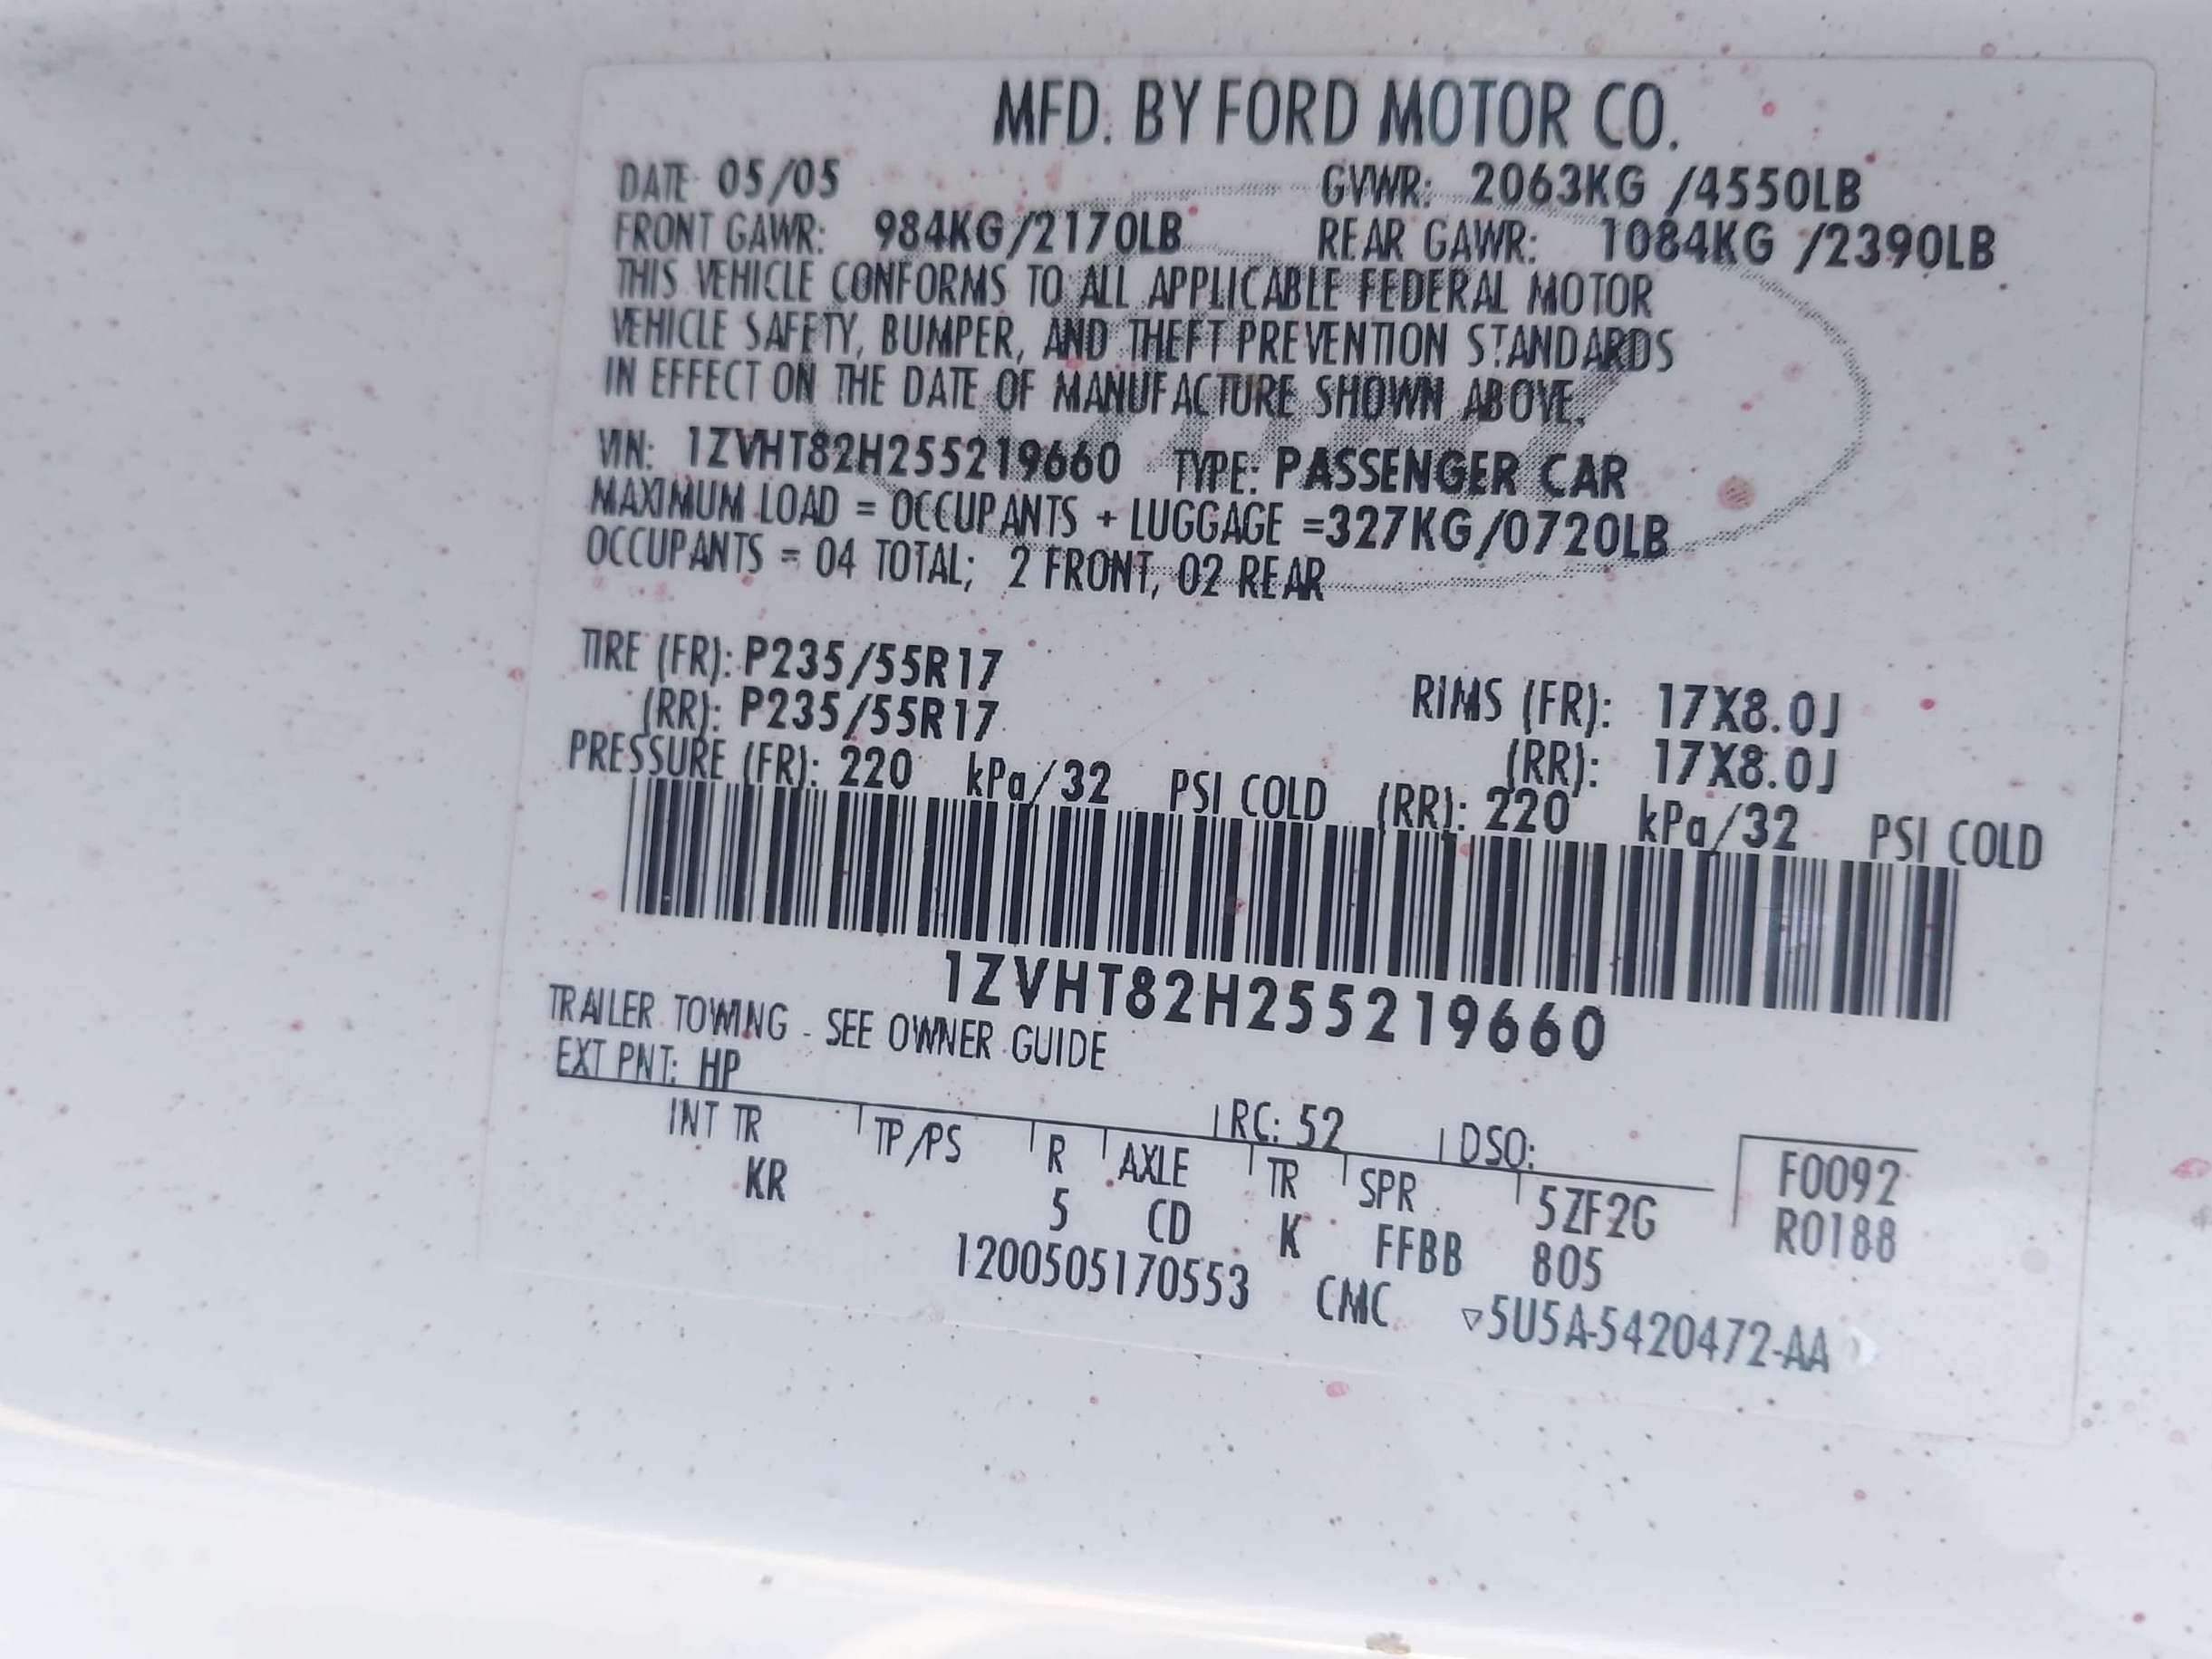 MFD. BY FORD MOTOR CO.
DATE: 05/05 GVWR: 2063KG /4550LB
FRONT GAWR: 984KG/2170LB REAR GAWR: 1084KG /2390LB
THIS VEHICLE CONFORMS TO ALL APPLICABLE FEDERAL MOTOR
VEHICLE SAFETY, BUMPER, AND THEFT PREVENTION STANDARDS
IN EFFECT ON THE DATE OF MANUFACTURE SHOWN ABOVE.
VIN: 1ZVHT82H255219660 TYPE: PASSENGER CAR
MAXIMUM LOAD = OCCUPANTS + LUGGAGE =327KG/0720LB
OCCUPANTS = 04 TOTAL; 2 FRONT, 02 REAR
TIRE (FR): P235/55R17 RIMS (FR): 17X8.0J
(RR): P235/55R17 (RR): 17X8.0J
PRESSURE (FR): 220 kPa/32 PSI COLD (RR): 220 kPa/32 PSI COLD
1ZVHT82H255219660
TRAILER TOWING - SEE OWNER GUIDE
EXT PNT: HP RC: 52 DSO:
INT TR TP/PS R AXLE TR SPR 5ZF2G F0092
KR 5 CD K FFBB 805 R0188
1200505170553 CMC ▽5U5A-5420472-AA